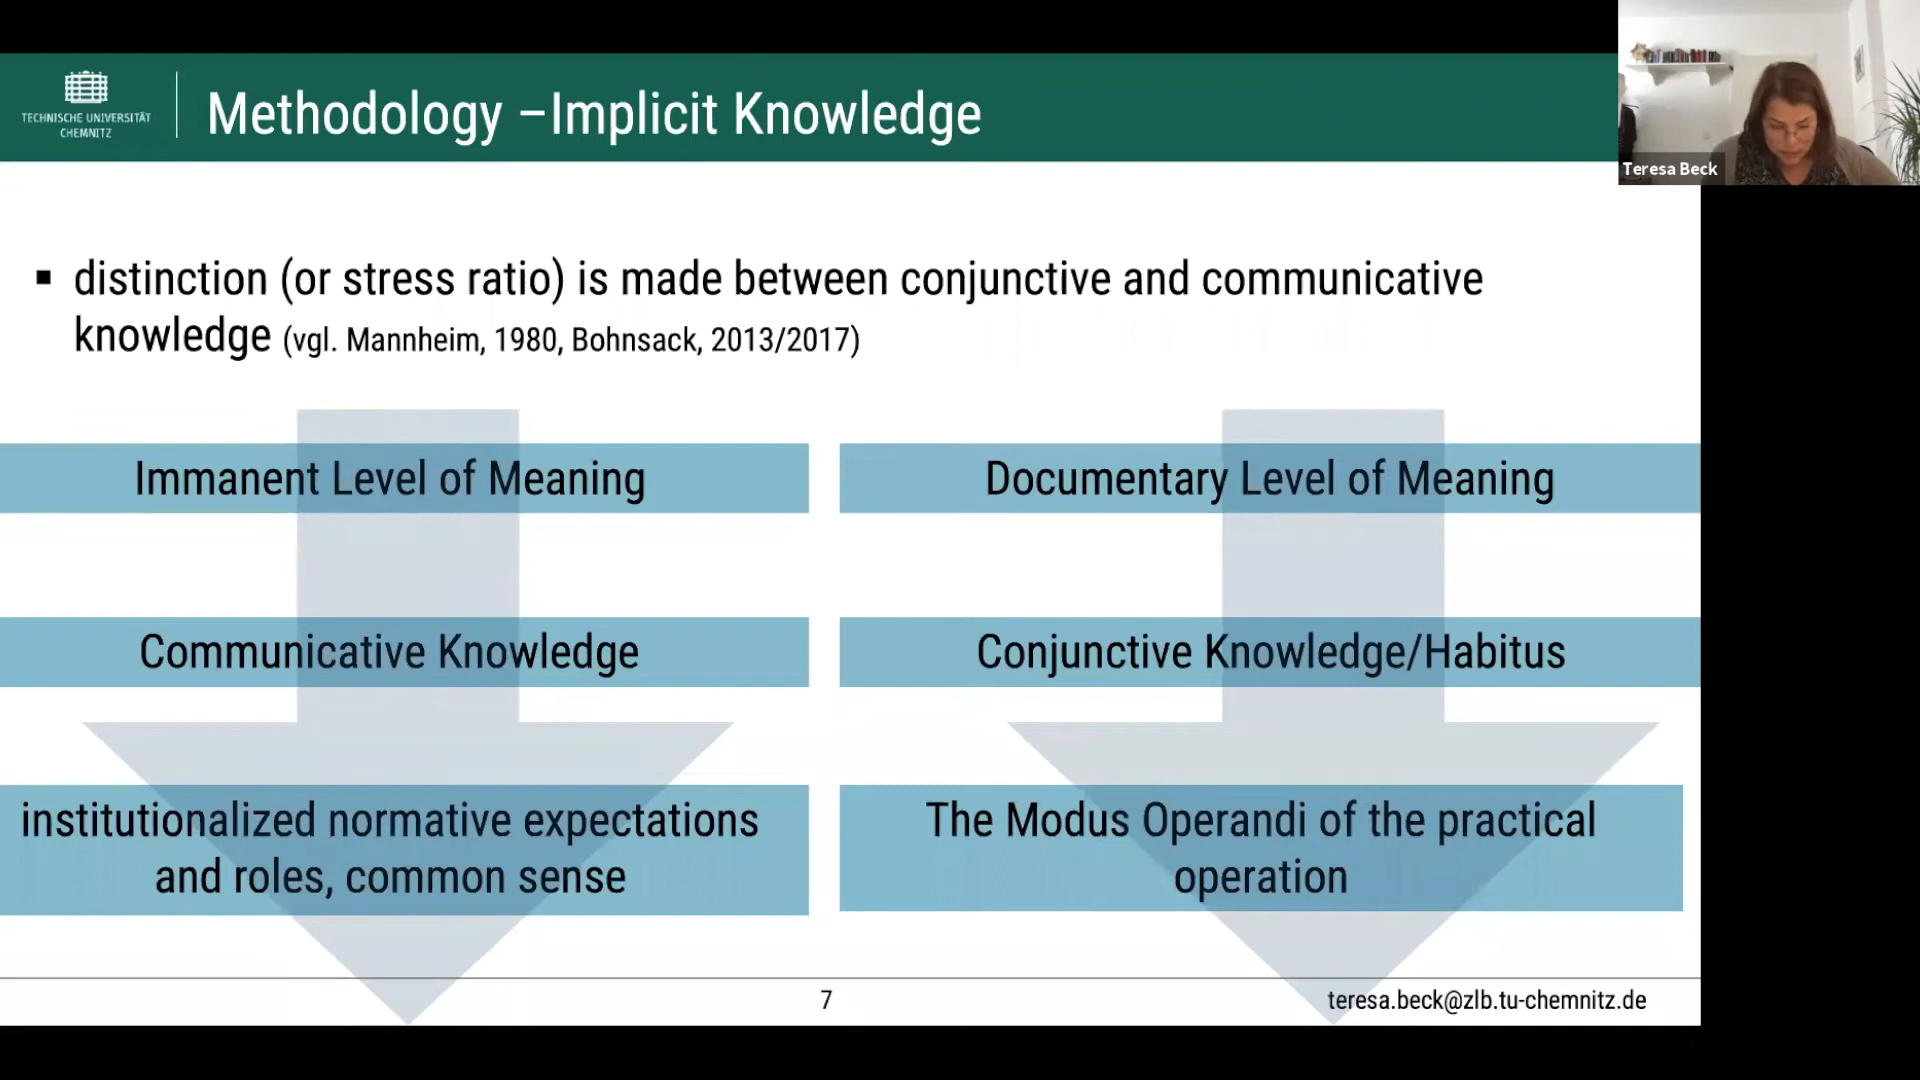 TECHNISCHE UNIVERSITÄT
CHEMNITZ
Methodology –Implicit Knowledge
Teresa Beck
▪ distinction (or stress ratio) is made between conjunctive and communicative
knowledge (vgl. Mannheim, 1980, Bohnsack, 2013/2017)
Immanent Level of Meaning
Documentary Level of Meaning
Communicative Knowledge
Conjunctive Knowledge/Habitus
institutionalized normative expectations
and roles, common sense
The Modus Operandi of the practical
operation
7
teresa.beck@zlb.tu-chemnitz.de